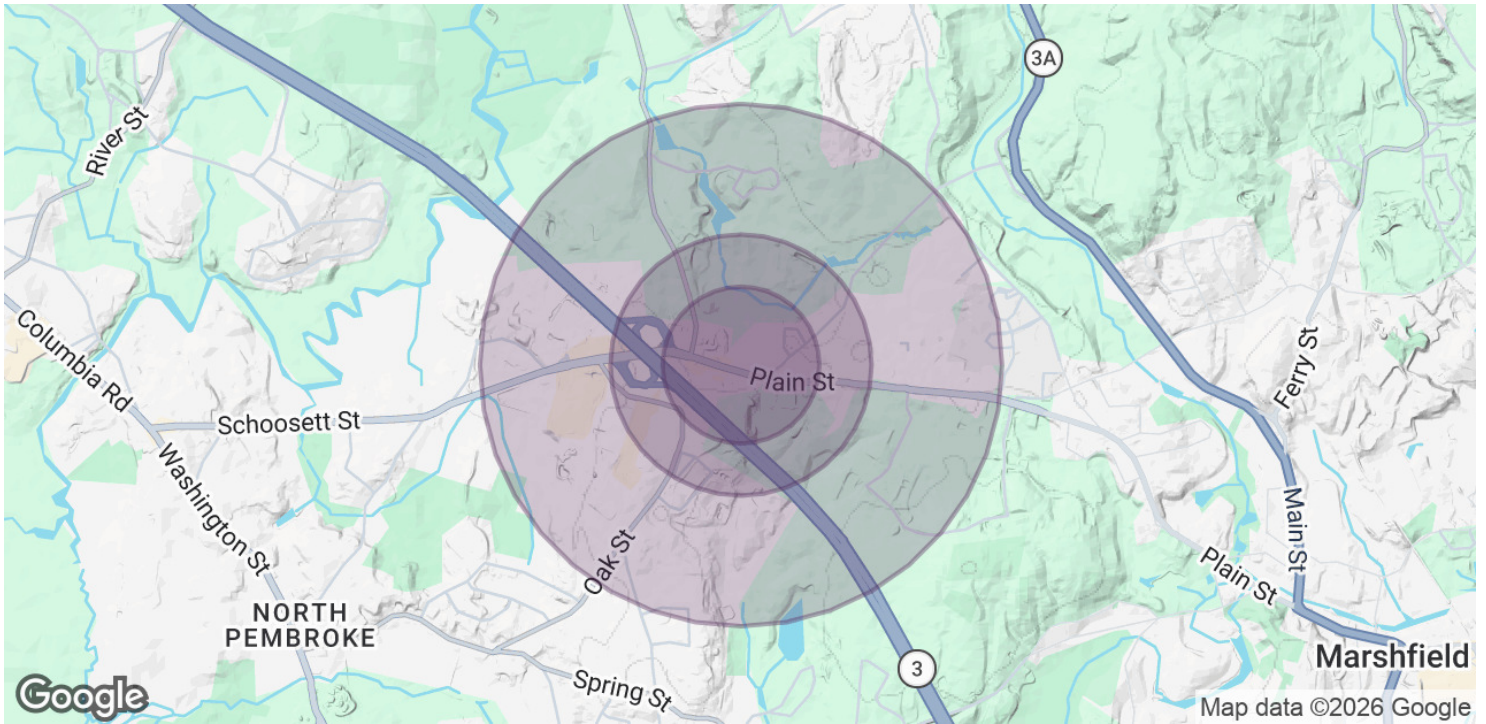 3A
River St
Columbia Rd
Ferry St
Plain St
Schoosett St
Washington St
Main St
Oak St
Plain St
NORTH
PEMBROKE
Spring St
3
Marshfield
Google
Map data ©2026 Google